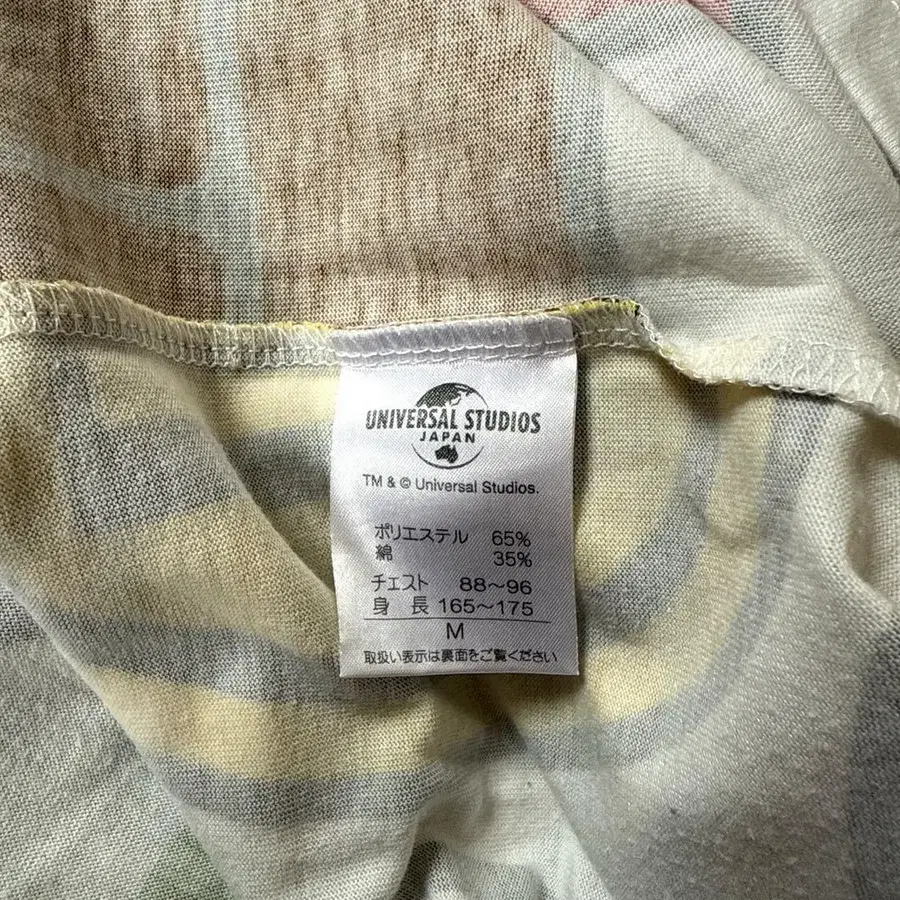 UNIVERSAL STUDIOS
JAPAN
TM & © Universal Studios.
ポリエステル 65%
綿 35%
チェスト 88～96
身 長 165～175
M
取扱い表示は裏面をご覧ください